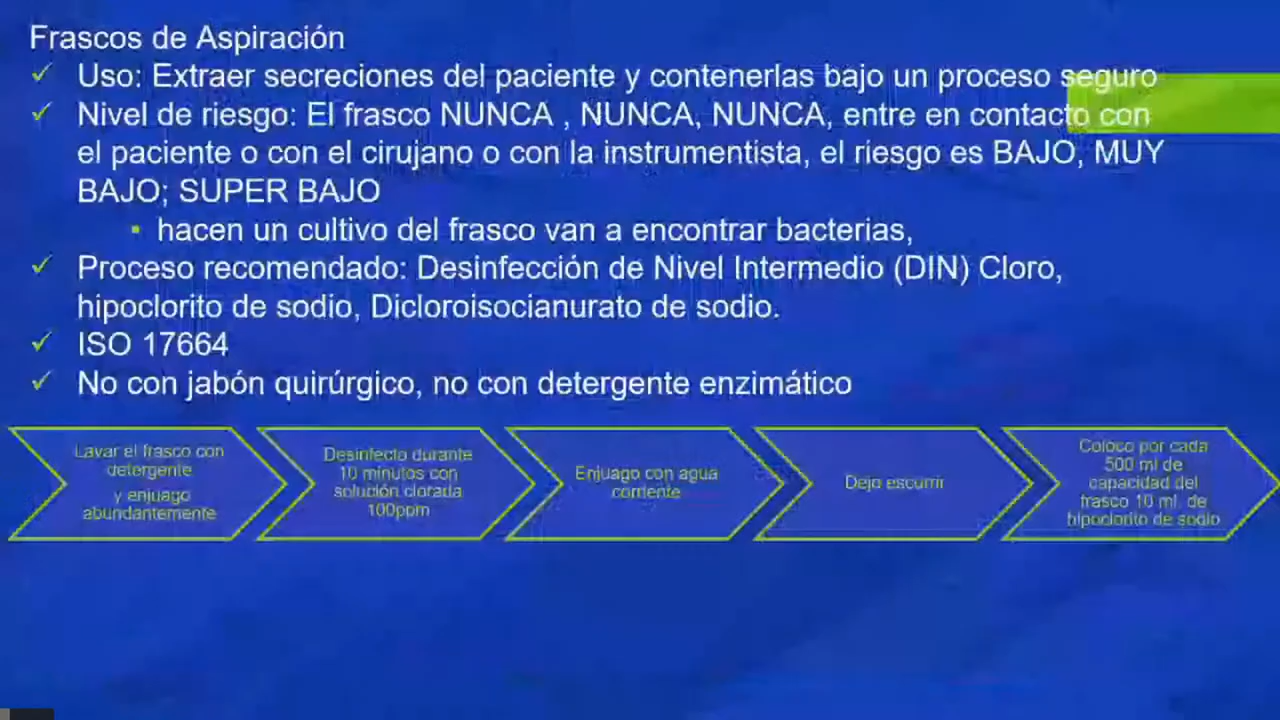 Frascos de Aspiración
✓ Uso: Extraer secreciones del paciente y contenerlas bajo un proceso seguro
✓ Nivel de riesgo: El frasco NUNCA , NUNCA, NUNCA, entre en contacto con
el paciente o con el cirujano o con la instrumentista, el riesgo es BAJO, MUY
BAJO; SUPER BAJO
• hacen un cultivo del frasco van a encontrar bacterias,
✓ Proceso recomendado: Desinfección de Nivel Intermedio (DIN) Cloro,
hipoclorito de sodio, Dicloroisocianurato de sodio.
✓ ISO 17664
✓ No con jabón quirúrgico, no con detergente enzimático
Lavar el frasco con
detergente
y enjuago
abundantemente
Desinfecto durante
10 minutos con
solución clorada
100ppm
Enjuago con agua
corriente
Dejo escurrir
Coloco por cada
500 ml de
capacidad del
frasco 10 ml. de
hipoclorito de sodio